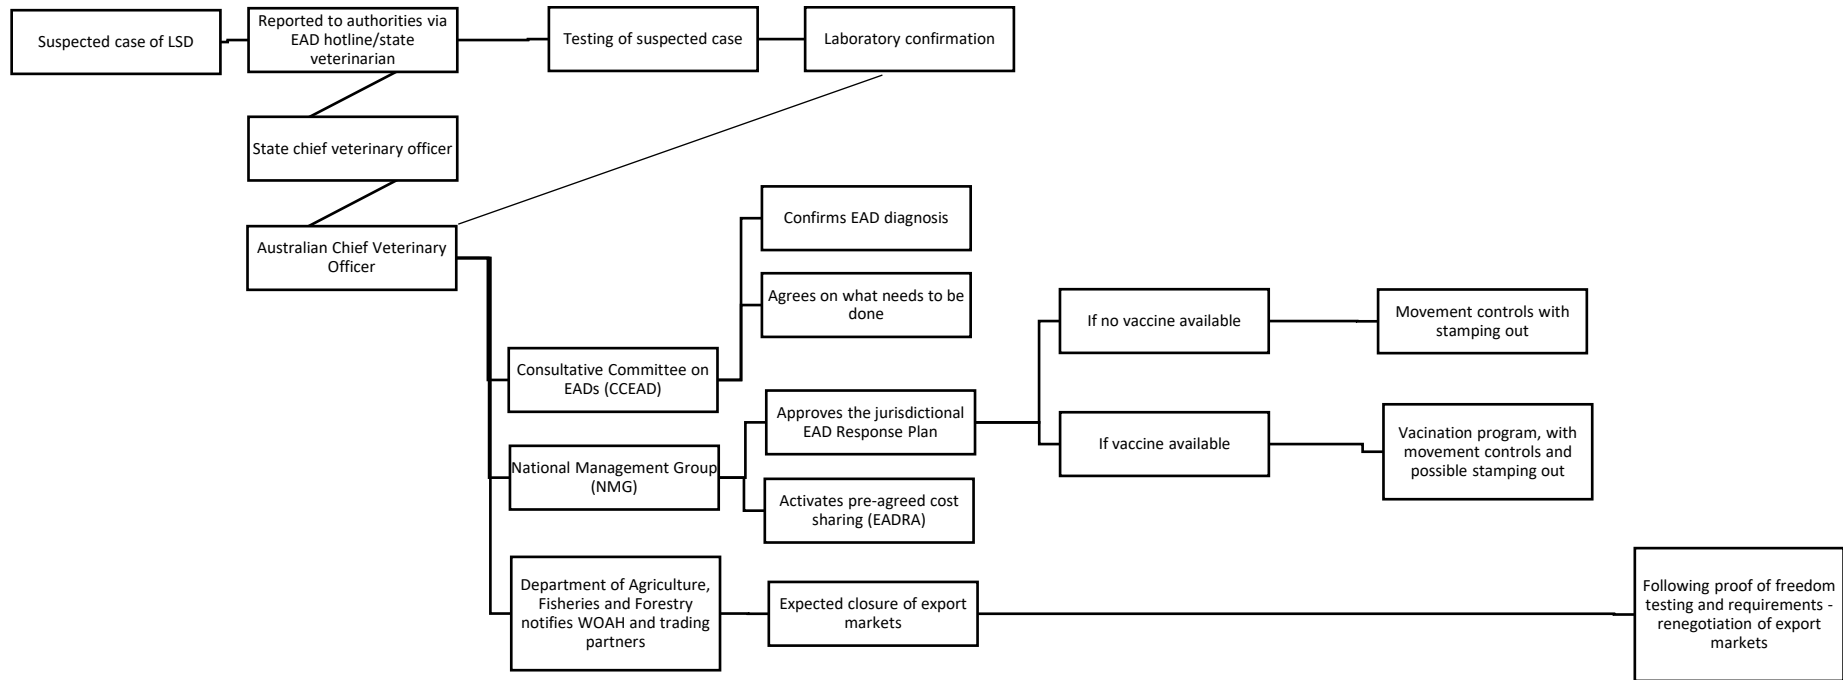 Suspected case of LSD
Reported to authorities via
EAD hotline/state
veterinarian
Testing of suspected case
Laboratory confirmation
State chief veterinary officer
Australian Chief Veterinary
Officer
Confirms EAD diagnosis
Agrees on what needs to be
done
Consultative Committee on
EADs (CCEAD)
If no vaccine available
Movement controls with
stamping out
Approves the jurisdictional
EAD Response Plan
If vaccine available
Vacination program, with
movement controls and
possible stamping out
National Management Group
(NMG)
Activates pre-agreed cost
sharing (EADRA)
Department of Agriculture,
Fisheries and Forestry
notifies WOAH and trading
partners
Expected closure of export
markets
Following proof of freedom
testing and requirements -
renegotiation of export
markets